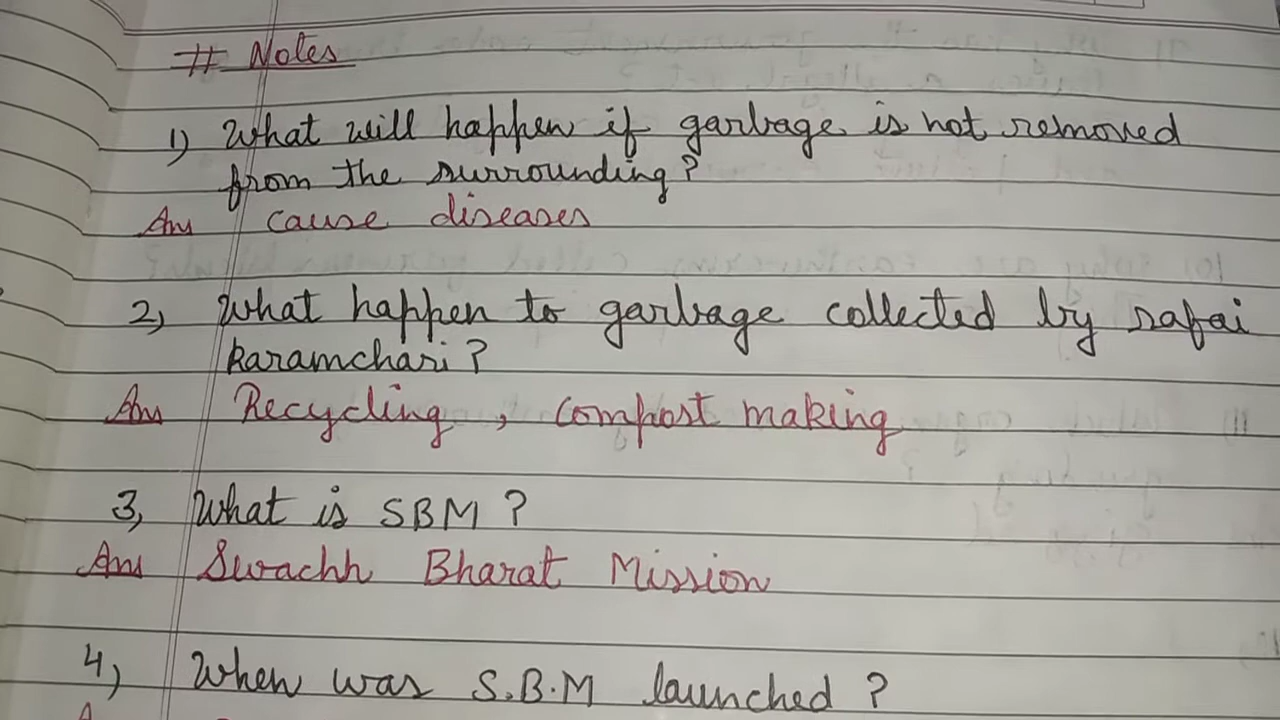 # Notes
1) What will happen if garbage is not removed
from the surrounding?
Ans cause diseases
2, What happen to garbage collected by safai
karamchari?
Ans Recycling, compost making
3, What is SBM?
Ans Swachh Bharat Mission
4, When was S.B.M launched?